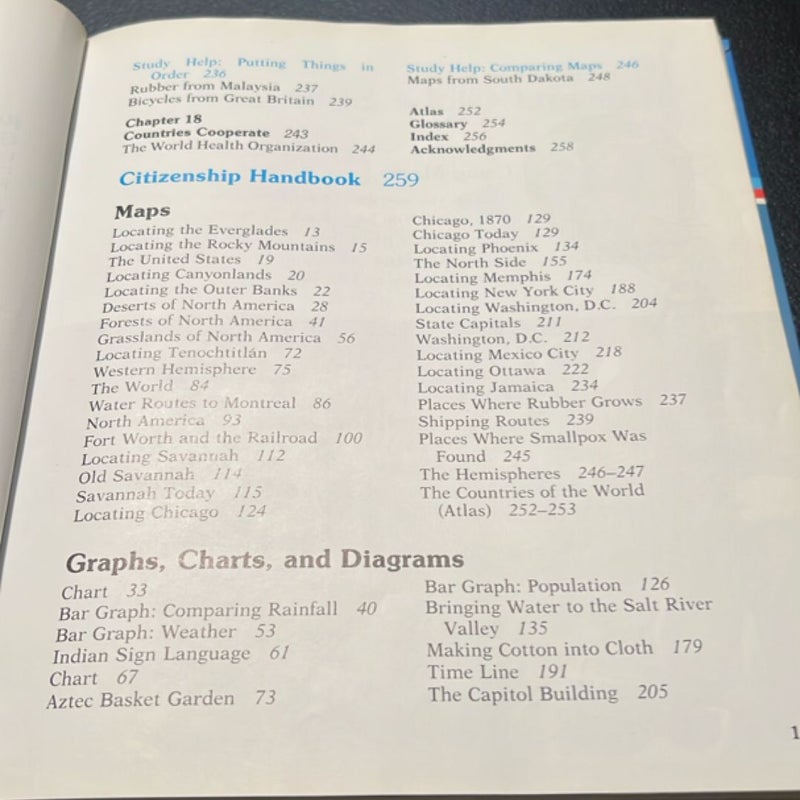 Study Help: Putting Things in
Order 236
Rubber from Malaysia 237
Bicycles from Great Britain 239
Chapter 18
Countries Cooperate 243
The World Health Organization 244
Study Help: Comparing Maps 246
Maps from South Dakota 248
Atlas 252
Glossary 254
Index 256
Acknowledgments 258
Citizenship Handbook 259
Maps
Locating the Everglades 13
Locating the Rocky Mountains 15
The United States 19
Locating Canyonlands 20
Locating the Outer Banks 22
Deserts of North America 28
Forests of North America 41
Grasslands of North America 56
Locating Tenochtitlán 72
Western Hemisphere 75
The World 84
Water Routes to Montreal 86
North America 93
Fort Worth and the Railroad 100
Locating Savannah 112
Old Savannah 114
Savannah Today 115
Locating Chicago 124
Chicago, 1870 129
Chicago Today 129
Locating Phoenix 134
The North Side 155
Locating Memphis 174
Locating New York City 188
Locating Washington, D.C. 204
State Capitals 211
Washington, D.C. 212
Locating Mexico City 218
Locating Ottawa 222
Locating Jamaica 234
Places Where Rubber Grows 237
Shipping Routes 239
Places Where Smallpox Was
Found 245
The Hemispheres 246–247
The Countries of the World
(Atlas) 252–253
Graphs, Charts, and Diagrams
Chart 33
Bar Graph: Comparing Rainfall 40
Bar Graph: Weather 53
Indian Sign Language 61
Chart 67
Aztec Basket Garden 73
Bar Graph: Population 126
Bringing Water to the Salt River
Valley 135
Making Cotton into Cloth 179
Time Line 191
The Capitol Building 205